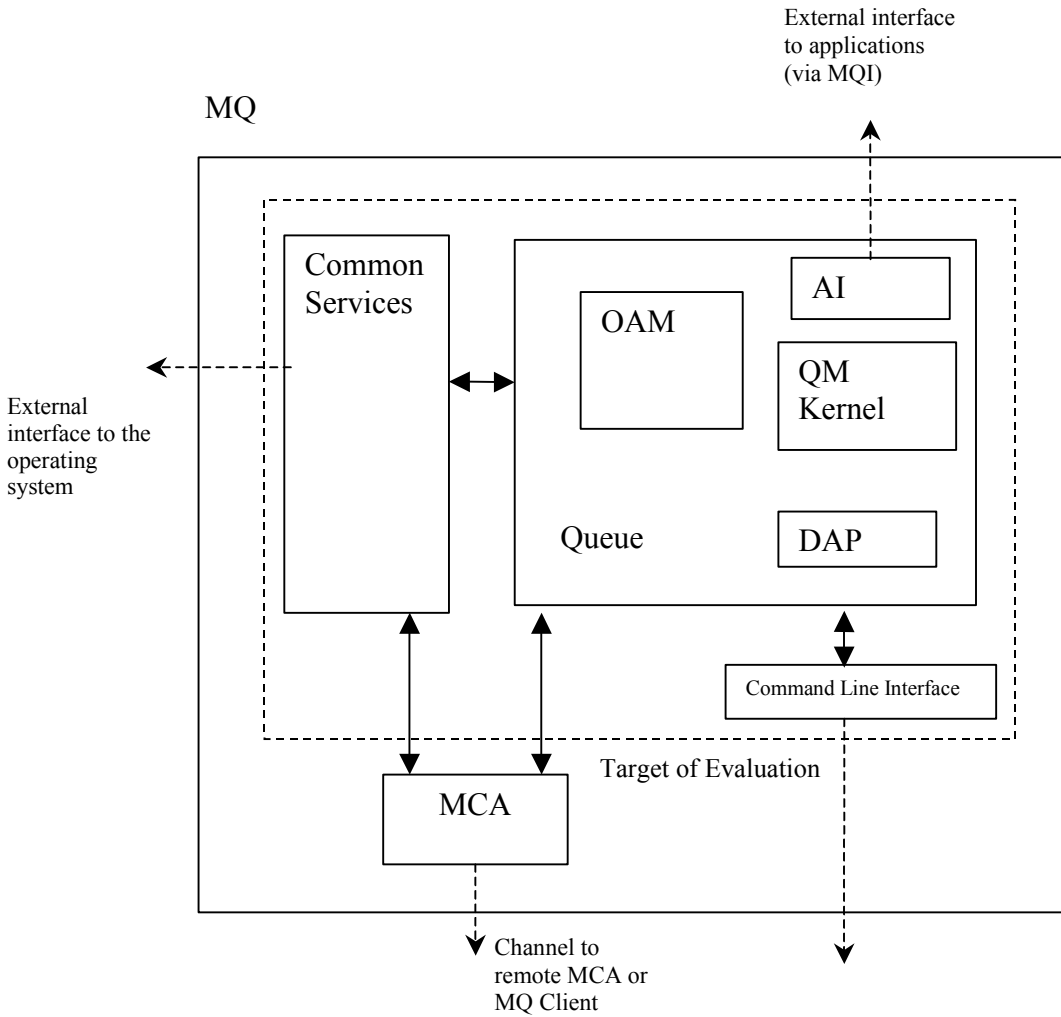 External interface
to applications
(via MQI)
MQ
Common
Services
OAM
AI
QM
Kernel
External
interface to the
operating
system
Queue
DAP
Command Line Interface
Target of Evaluation
MCA
Channel to
remote MCA or
MQ Client